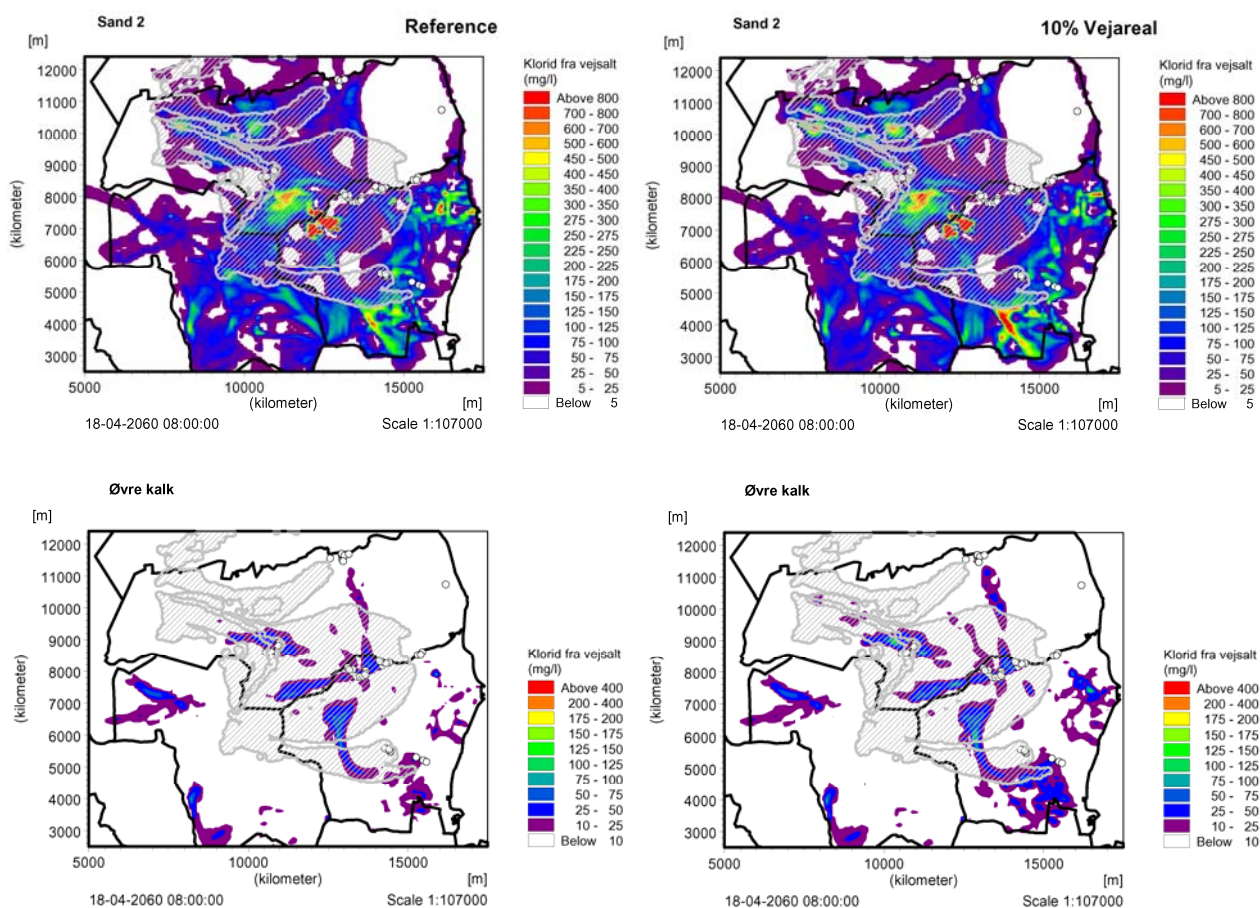 Sand 2
Reference
[m]
Klorid fra vejsalt
(mg/l)
Above 800
700 - 800
600 - 700
500 - 600
450 - 500
400 - 450
350 - 400
300 - 350
275 - 300
250 - 275
225 - 250
200 - 225
175 - 200
150 - 175
125 - 150
100 - 125
75 - 100
50 - 75
25 - 50
5 - 25
Below 5
12000
11000
10000
9000
8000
7000
6000
5000
4000
3000
(kilometer)
5000 10000 15000
(kilometer) [m]
18-04-2060 08:00:00 Scale 1:107000
Sand 2
10% Vejareal
[m]
Klorid fra vejsalt
(mg/l)
Above 800
700 - 800
600 - 700
500 - 600
450 - 500
400 - 450
350 - 400
300 - 350
275 - 300
250 - 275
225 - 250
200 - 225
175 - 200
150 - 175
125 - 150
100 - 125
75 - 100
50 - 75
25 - 50
5 - 25
Below 5
12000
11000
10000
9000
8000
7000
6000
5000
4000
3000
(kilometer)
5000 10000 15000
(kilometer) [m]
18-04-2060 08:00:00 Scale 1:107000
Øvre kalk
[m]
12000
11000
10000
9000
8000
7000
6000
5000
4000
3000
(kilometer)
Klorid fra vejsalt
(mg/l)
Above 400
200 - 400
175 - 200
150 - 175
125 - 150
100 - 125
75 - 100
50 - 75
25 - 50
10 - 25
Below 10
5000 10000 15000
(kilometer) [m]
18-04-2060 08:00:00 Scale 1:107000
Øvre kalk
[m]
12000
11000
10000
9000
8000
7000
6000
5000
4000
3000
(kilometer)
Klorid fra vejsalt
(mg/l)
Above 400
200 - 400
175 - 200
150 - 175
125 - 150
100 - 125
75 - 100
50 - 75
25 - 50
10 - 25
Below 10
5000 10000 15000
(kilometer) [m]
18-04-2060 08:00:00 Scale 1:107000